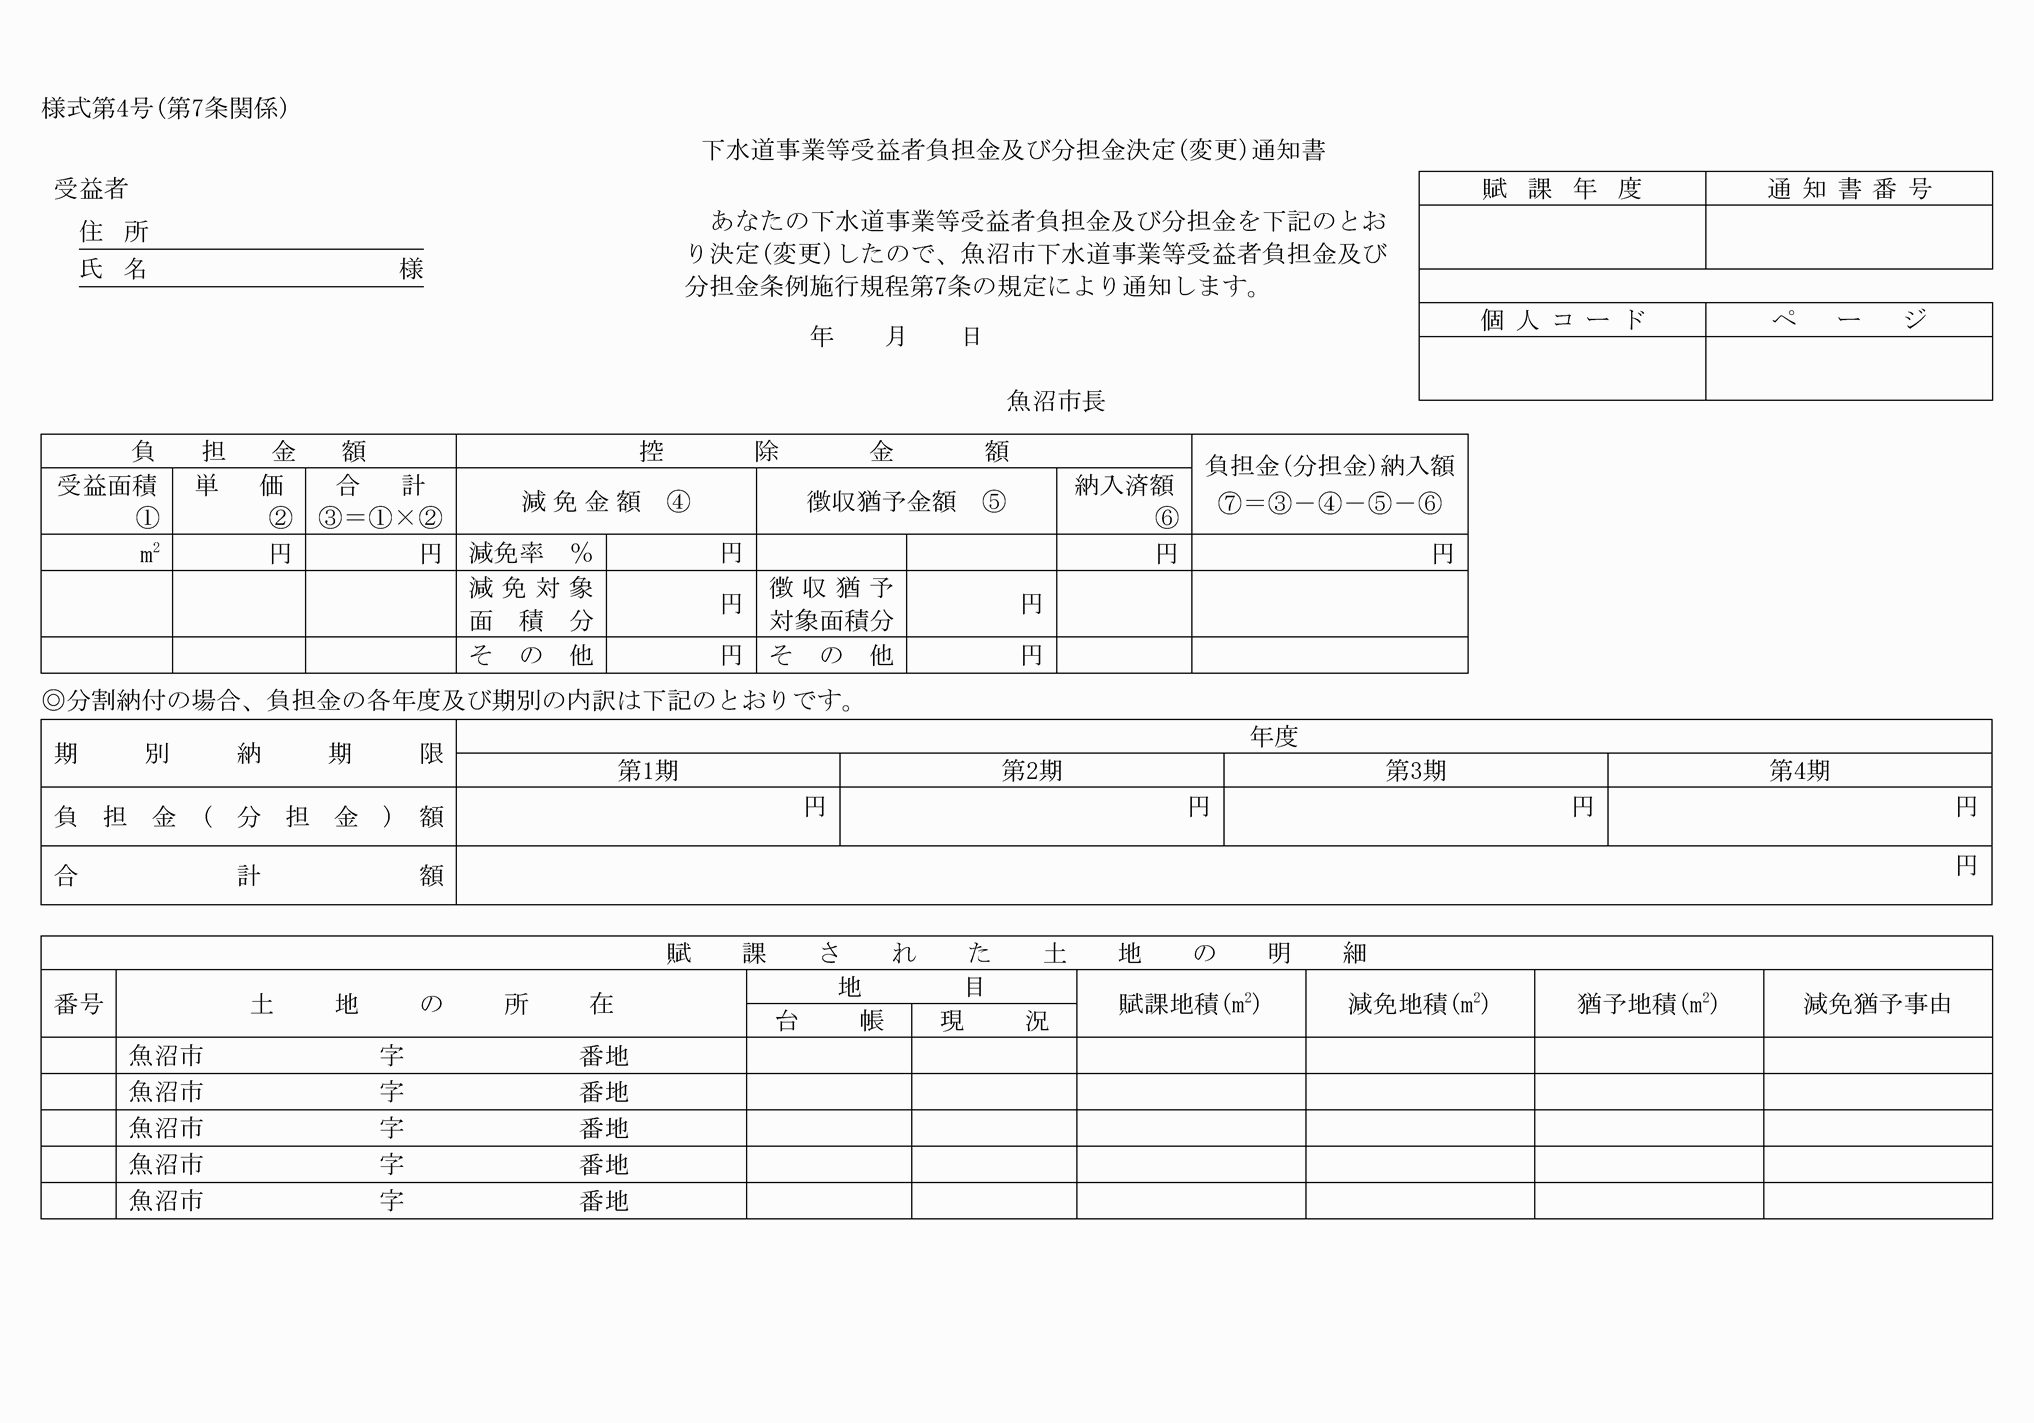 様式第4号(第7条関係)
下水道事業等受益者負担金及び分担金決定(変更)通知書
受益者
住所
氏名 様
あなたの下水道事業等受益者負担金及び分担金を下記のとお
り決定(変更)したので、魚沼市下水道事業等受益者負担金及び
分担金条例施行規程第7条の規定により通知します。
年 月 日
魚沼市長
賦課年度 通知書番号
個人コード ページ
負担金額 控除金額 負担金(分担金)納入額
⑦=③-④-⑤-⑥
受益面積 ① 単価 ② 合計 ③=①×② 減免金額 ④ 徴収猶予金額 ⑤ 納入済額 ⑥
m² 円 円 減免率 % 円 円 円
減免対象 面積分 円 徴収猶予 対象面積分 円
その他 円 その他 円
◎分割納付の場合、負担金の各年度及び期別の内訳は下記のとおりです。
期別納期限 年度
第1期 第2期 第3期 第4期
負担金(分担金)額 円 円 円 円
合計額 円
賦課された土地の明細
番号 土地の所在 地目 賦課地積(m²) 減免地積(m²) 猶予地積(m²) 減免猶予事由
台帳 現況
魚沼市 字 番地
魚沼市 字 番地
魚沼市 字 番地
魚沼市 字 番地
魚沼市 字 番地